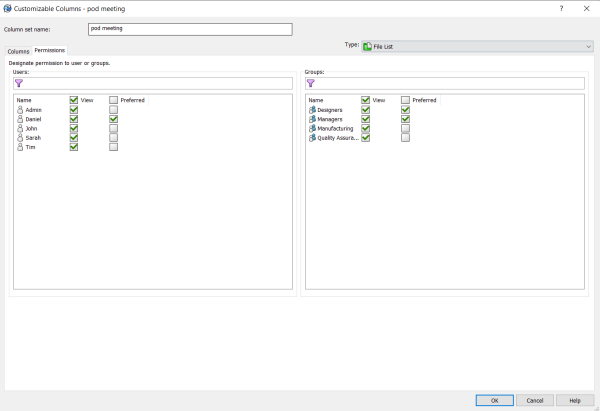 Customizable Columns - pod meeting
?
Column set name:
pod meeting
Type:
File List
Columns
Permissions
Designate permission to user or groups.
Users:
Name View Preferred
Admin
Daniel
John
Sarah
Tim
Groups:
Name View Preferred
Designers
Managers
Manufacturing
Quality Assura...
OK
Cancel
Help